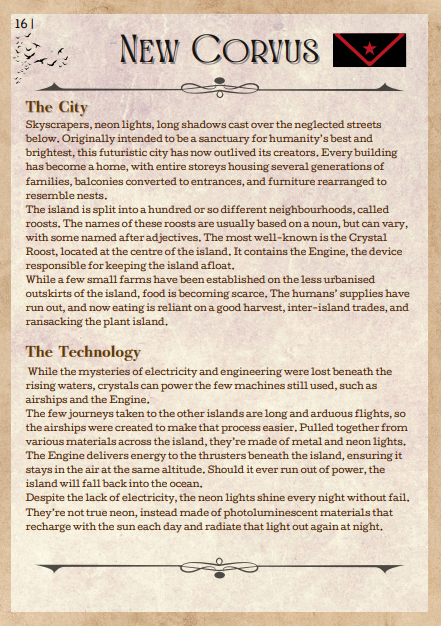 16 |
New Corvus
The City
Skyscrapers, neon lights, long shadows cast over the neglected streets
below. Originally intended to be a sanctuary for humanity's best and
brightest, this futuristic city has now outlived its creators. Every building
has become a home, with entire storeys housing several generations of
families, balconies converted to entrances, and furniture rearranged to
resemble nests.
The island is split into a hundred or so different neighbourhoods, called
roosts. The names of these roosts are usually based on a noun, but can vary,
with some named after adjectives. The most well-known is the Crystal
Roost, located at the centre of the island. It contains the Engine, the device
responsible for keeping the island afloat.
While a few small farms have been established on the less urbanised
outskirts of the island, food is becoming scarce. The humans' supplies have
run out, and now eating is reliant on a good harvest, inter-island trades, and
ransacking the plant island.
The Technology
While the mysteries of electricity and engineering were lost beneath the
rising waters, crystals can power the few machines still used, such as
airships and the Engine.
The few journeys taken to the other islands are long and arduous flights, so
the airships were created to make that process easier. Pulled together from
various materials across the island, they're made of metal and neon lights.
The Engine delivers energy to the thrusters beneath the island, ensuring it
stays in the air at the same altitude. Should it ever run out of power, the
island will fall back into the ocean.
Despite the lack of electricity, the neon lights shine every night without fail.
They're not true neon, instead made of photoluminescent materials that
recharge with the sun each day and radiate that light out again at night.